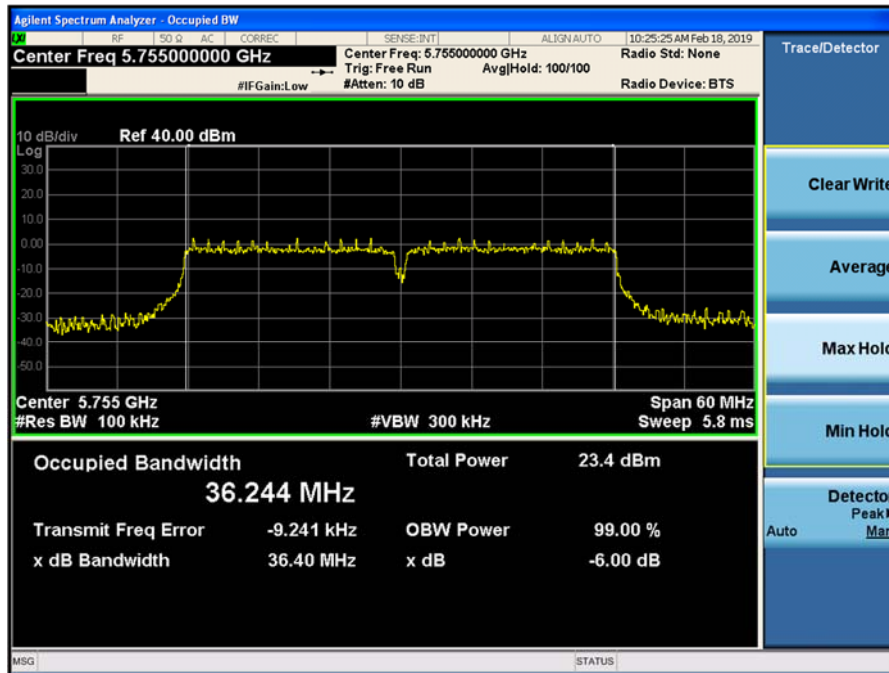 Agilent Spectrum Analyzer - Occupied BW
LXI RF 50 Ω AC CORREC SENSE:INT ALIGN AUTO 10:25:25 AM Feb 18, 2019
Center Freq 5.755000000 GHz
Center Freq: 5.755000000 GHz Radio Std: None
Trig: Free Run Avg|Hold: 100/100
#IFGain:Low #Atten: 10 dB Radio Device: BTS
10 dB/div Ref 40.00 dBm
Log
30.0
20.0
10.0
0.00
-10.0
-20.0
-30.0
-40.0
-50.0
Center 5.755 GHz Span 60 MHz
#Res BW 100 kHz #VBW 300 kHz Sweep 5.8 ms
Occupied Bandwidth Total Power 23.4 dBm
36.244 MHz
Transmit Freq Error -9.241 kHz OBW Power 99.00 %
x dB Bandwidth 36.40 MHz x dB -6.00 dB
MSG STATUS
Trace/Detector
Clear Write
Average
Max Hold
Min Hold
Detector
Peak
Auto Man